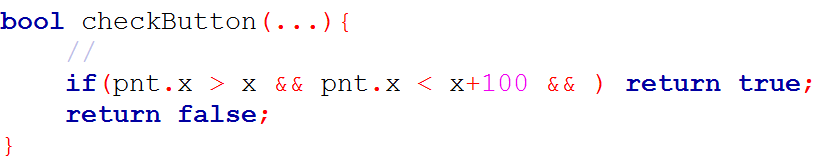 bool checkButton(...){
//
if(pnt.x > x && pnt.x < x+100 && ) return true;
return false;
}